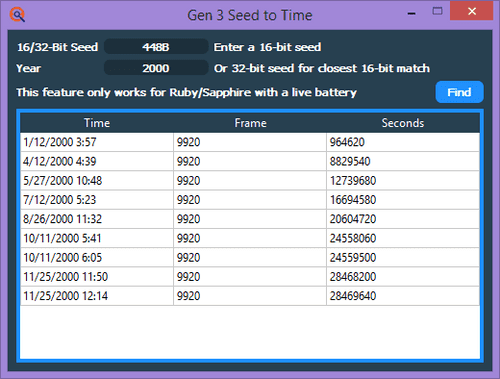 Gen 3 Seed to Time
16/32-Bit Seed 448B Enter a 16-bit seed
Year 2000 Or 32-bit seed for closest 16-bit match
This feature only works for Ruby/Sapphire with a live battery Find
Time Frame Seconds
1/12/2000 3:57 9920 964620
4/12/2000 4:39 9920 8829540
5/27/2000 10:48 9920 12739680
7/12/2000 5:23 9920 16694580
8/26/2000 11:32 9920 20604720
10/11/2000 5:41 9920 24558060
10/11/2000 6:05 9920 24559500
11/25/2000 11:50 9920 28468200
11/25/2000 12:14 9920 28469640